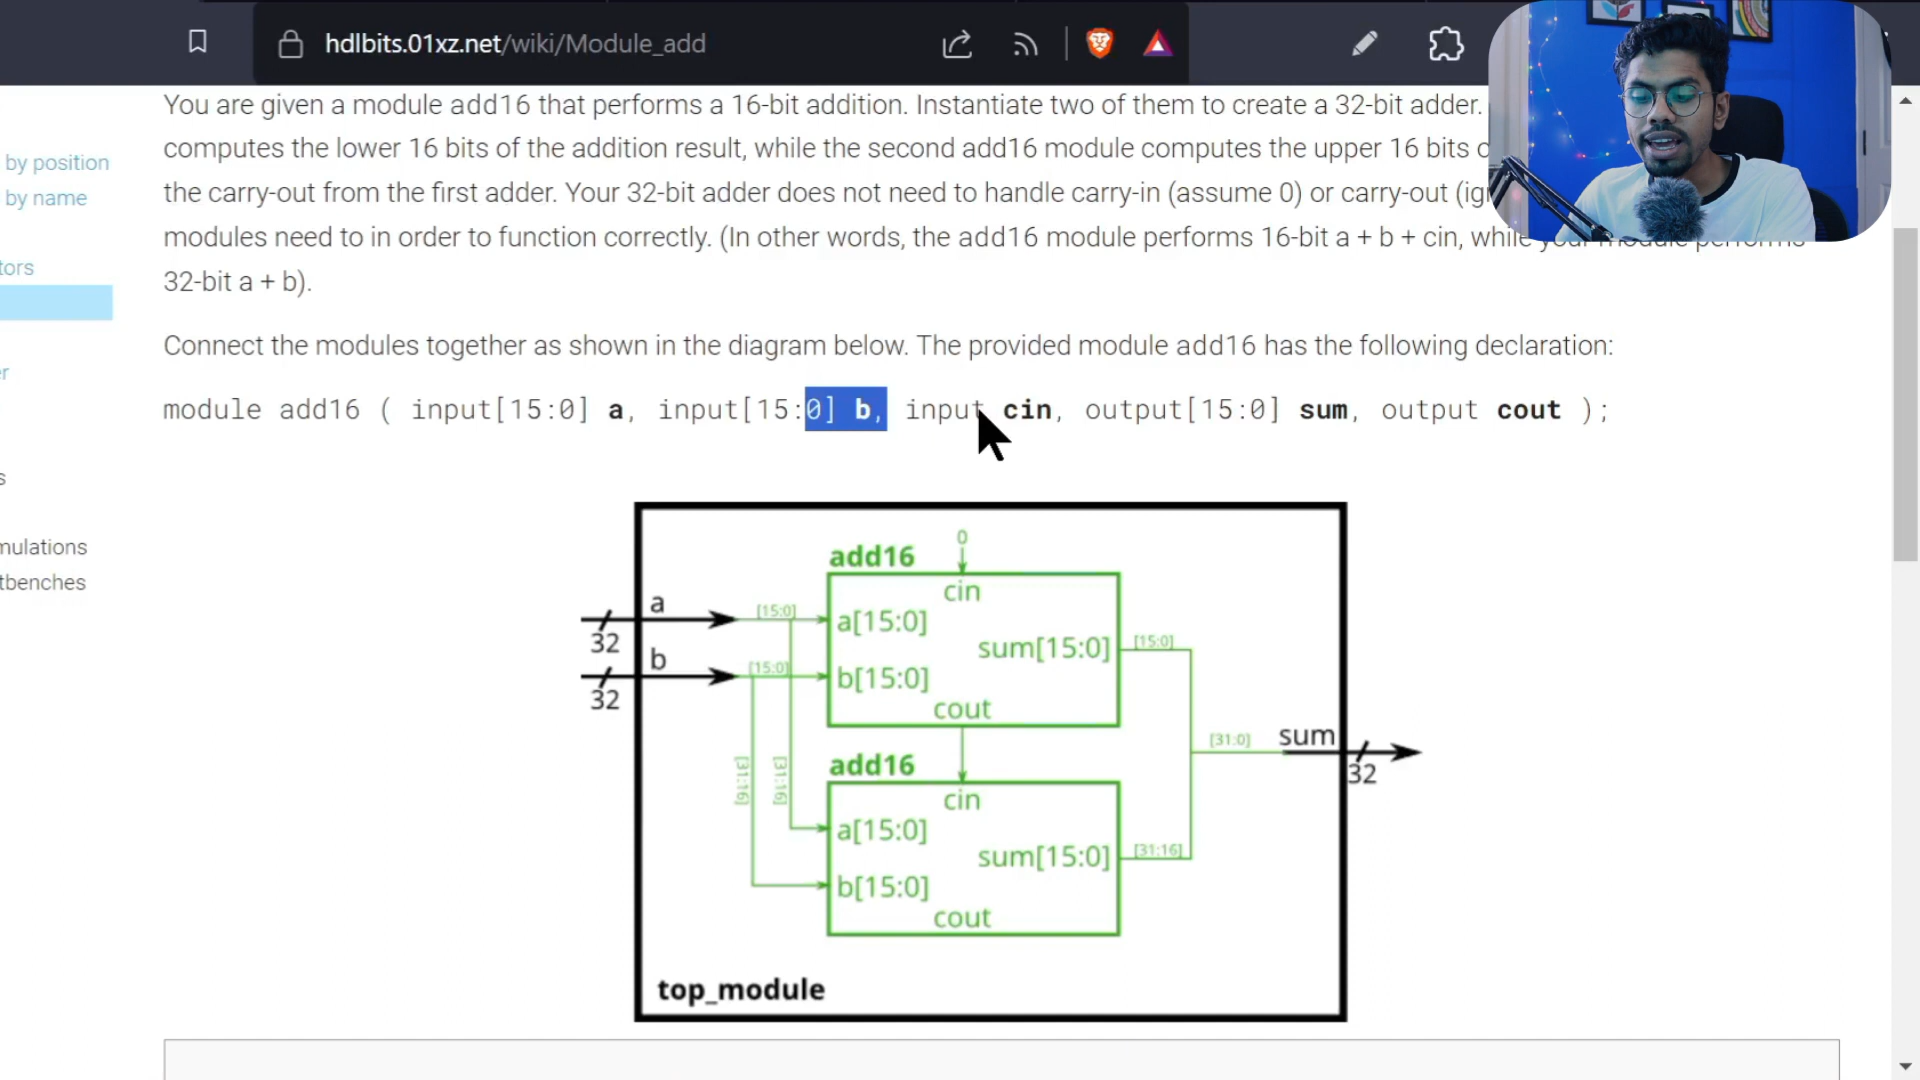 hdlbits.01xz.net/wiki/Module_add
You are given a module add16 that performs a 16-bit addition. Instantiate two of them to create a 32-bit adder.
by position
computes the lower 16 bits of the addition result, while the second add16 module computes the upper 16 bits
by name
the carry-out from the first adder. Your 32-bit adder does not need to handle carry-in (assume 0) or carry-out
modules need to in order to function correctly. (In other words, the add16 module performs 16-bit a + b + cin, while your module performs
tors
32-bit a + b).
Connect the modules together as shown in the diagram below. The provided module add16 has the following declaration:
er
module add16 ( input[15:0] a, input[15:0] b, input cin, output[15:0] sum, output cout );
s
mulations
tbenches
0
add16
cin
a
[15:0]
a[15:0]
32
sum[15:0]
[15:0]
b
[15:0]
b[15:0]
32
cout
[31:0]
sum
32
add16
[31:16]
[31:16]
cin
a[15:0]
sum[15:0]
[31:16]
b[15:0]
cout
top_module